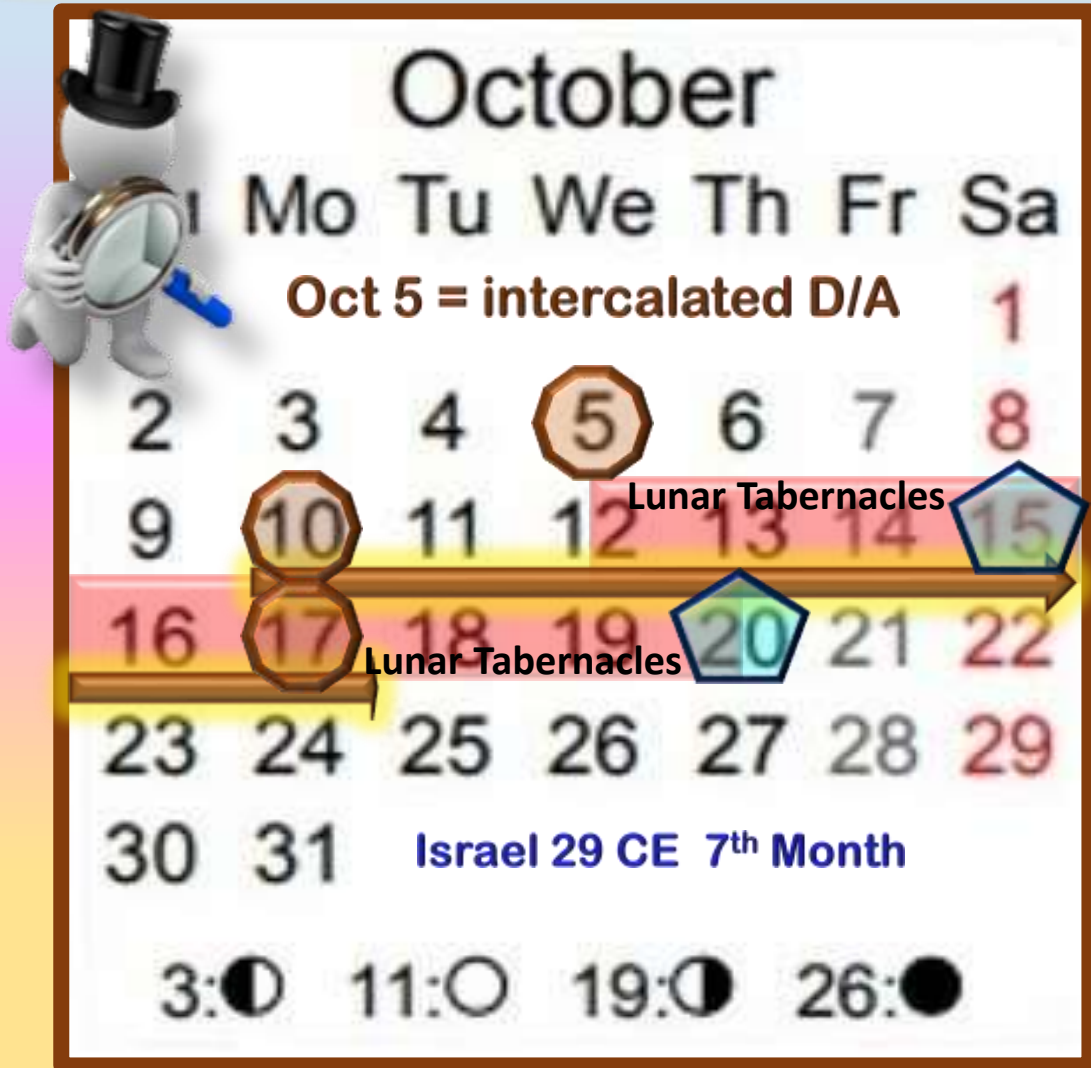 October
Mo Tu We Th Fr Sa
Oct 5 = intercalated D/A 1
2 3 4 5 6 7 8
Lunar Tabernacles
9 10 11 12 13 14 15
16 17 18 19 20 21 22
Lunar Tabernacles
23 24 25 26 27 28 29
30 31 Israel 29 CE 7th Month
3: 11: 19: 26: